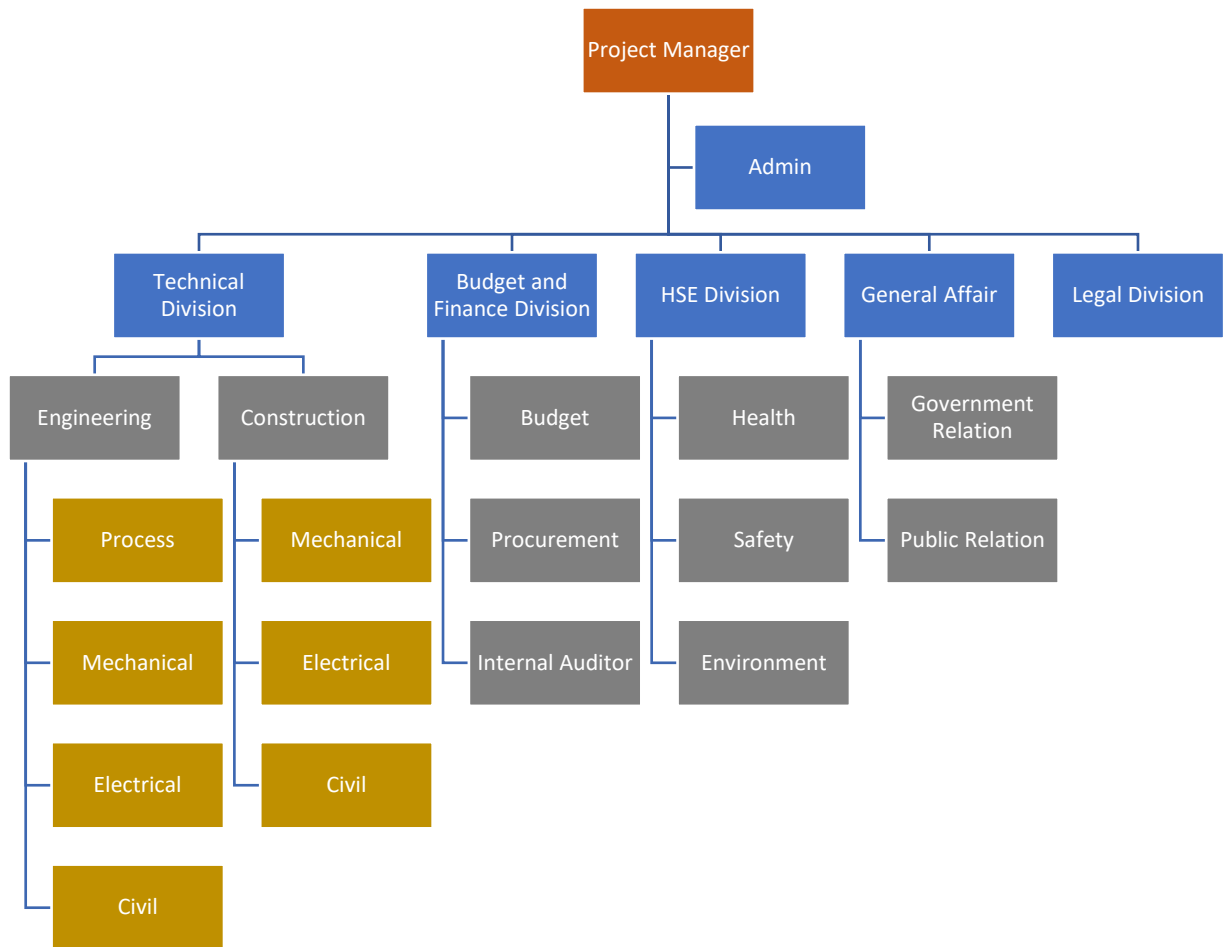 Project Manager
Admin
Technical
Division
Budget and
Finance Division
HSE Division
General Affair
Legal Division
Engineering
Construction
Budget
Health
Government
Relation
Process
Mechanical
Procurement
Safety
Public Relation
Mechanical
Electrical
Internal Auditor
Environment
Electrical
Civil
Civil